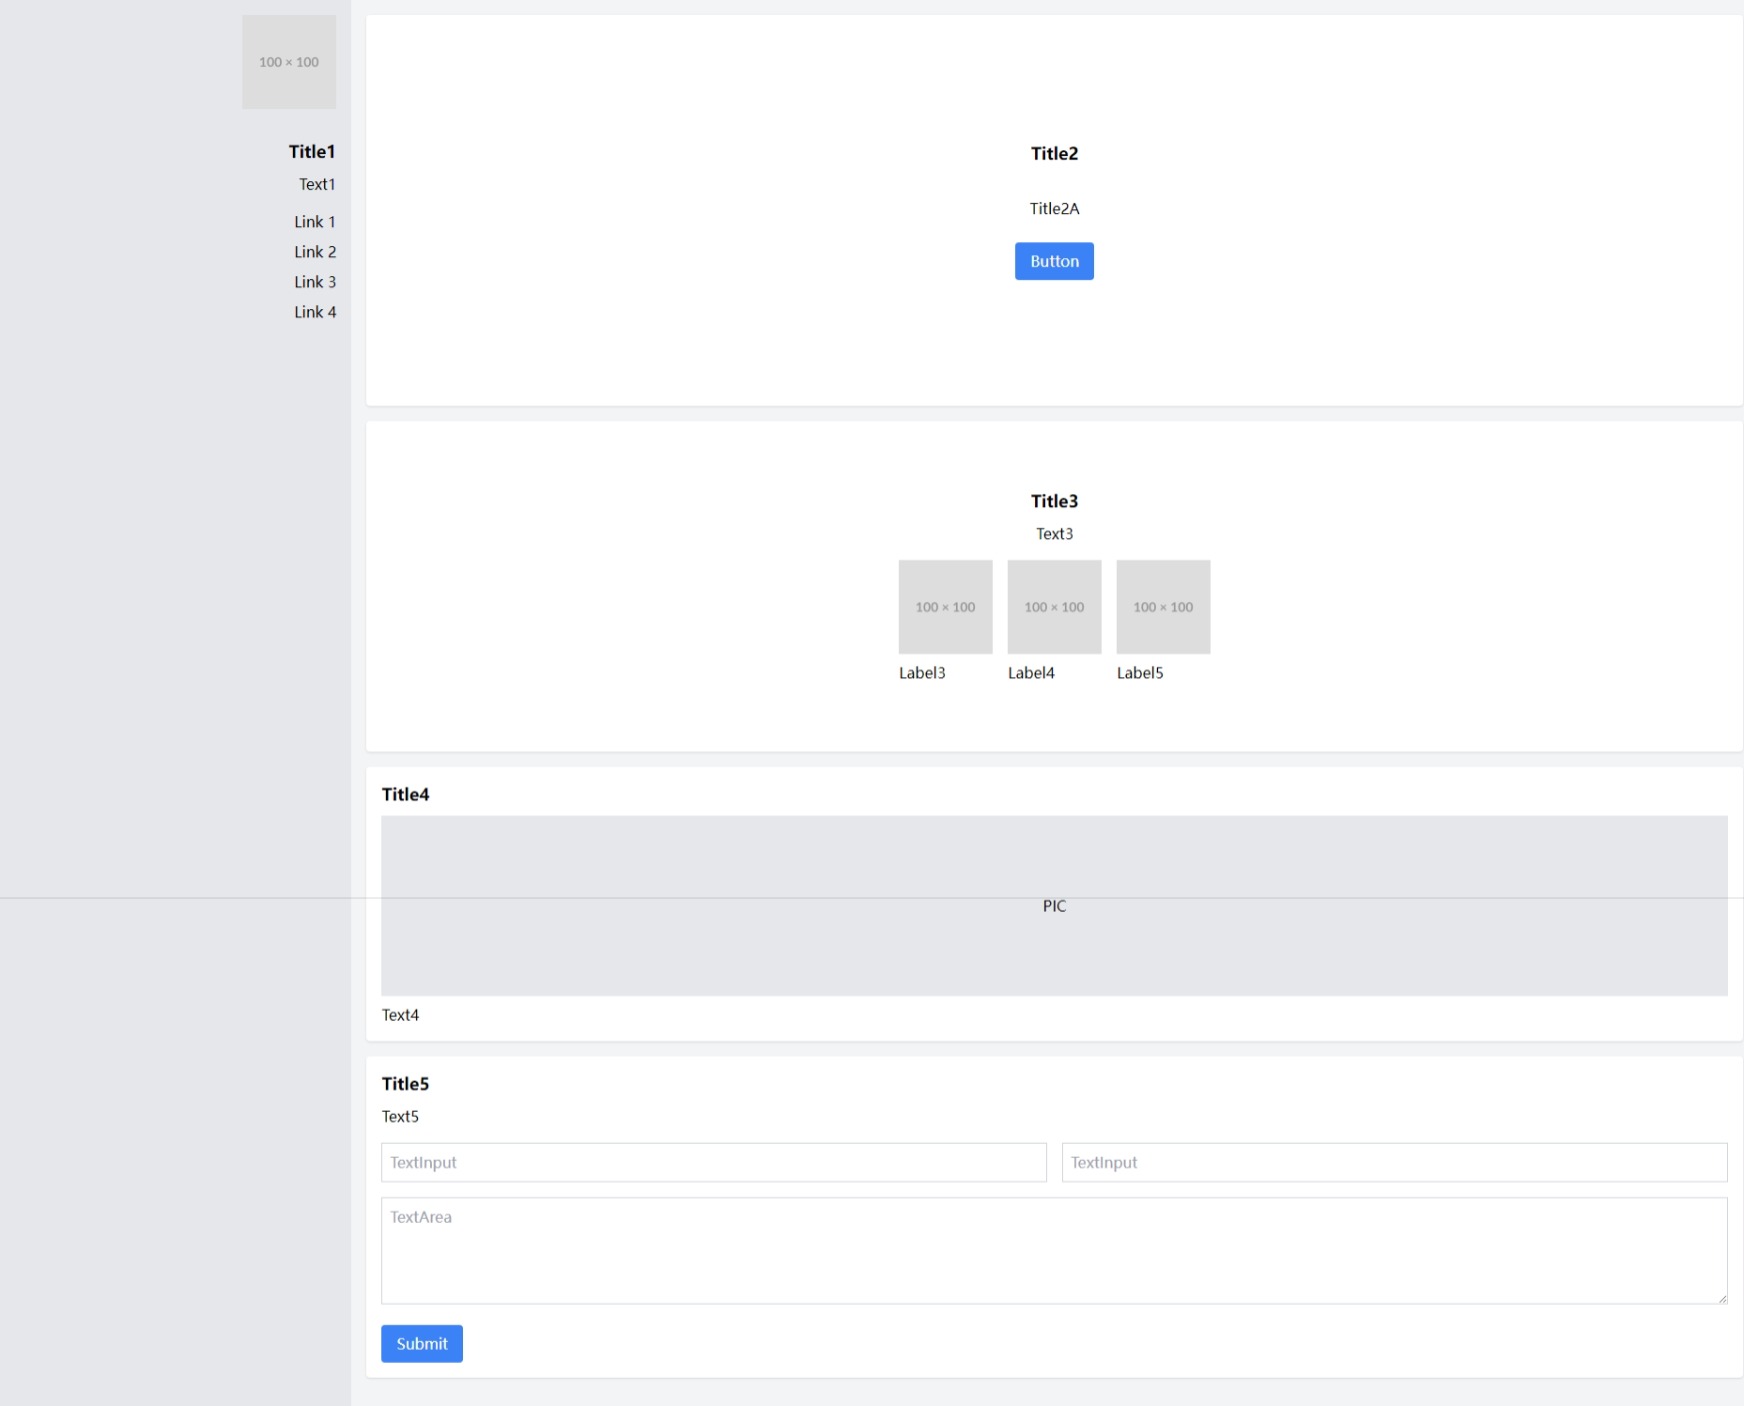 100 × 100
Title1
Text1
Link 1
Link 2
Link 3
Link 4
Title2
Title2A
Button
Title3
Text3
100 × 100 100 × 100 100 × 100
Label3 Label4 Label5
Title4
PIC
Text4
Title5
Text5
TextInput TextInput
TextArea
Submit